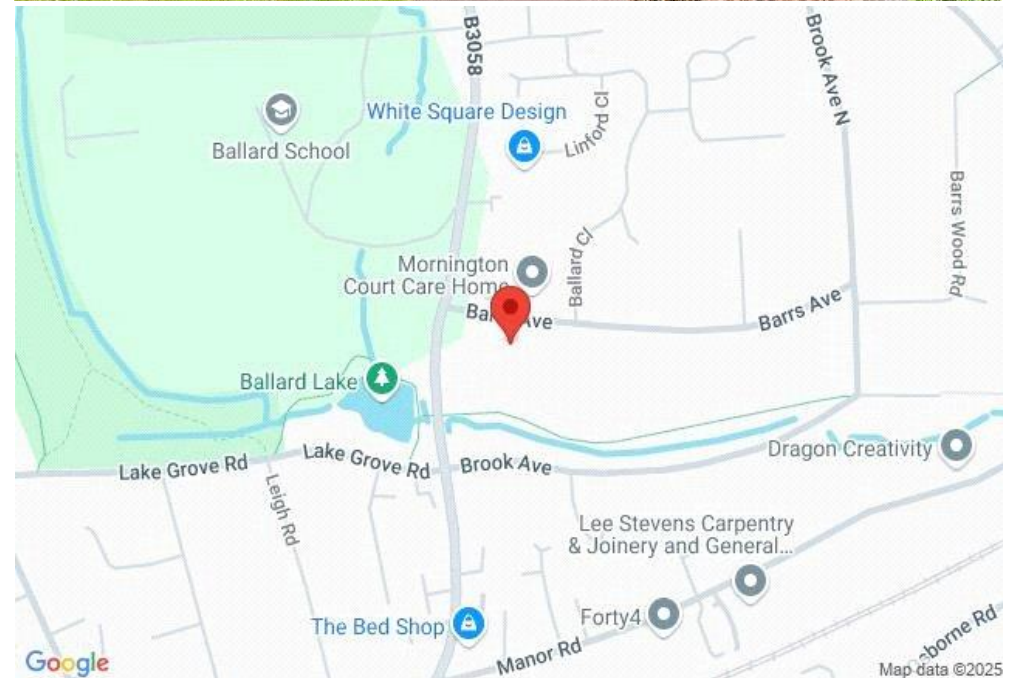 B3058
Brook Ave N
White Square Design
Linford Cl
Ballard School
Barrs Wood Rd
Ballard Cl
Mornington
Court Care Home
Barrs Ave
Ballard Lake
Lake Grove Rd
Lake Grove Rd
Brook Ave
Dragon Creativity
Leigh Rd
Lee Stevens Carpentry
& Joinery and General...
The Bed Shop
Forty4
Manor Rd
Google
Map data ©2025